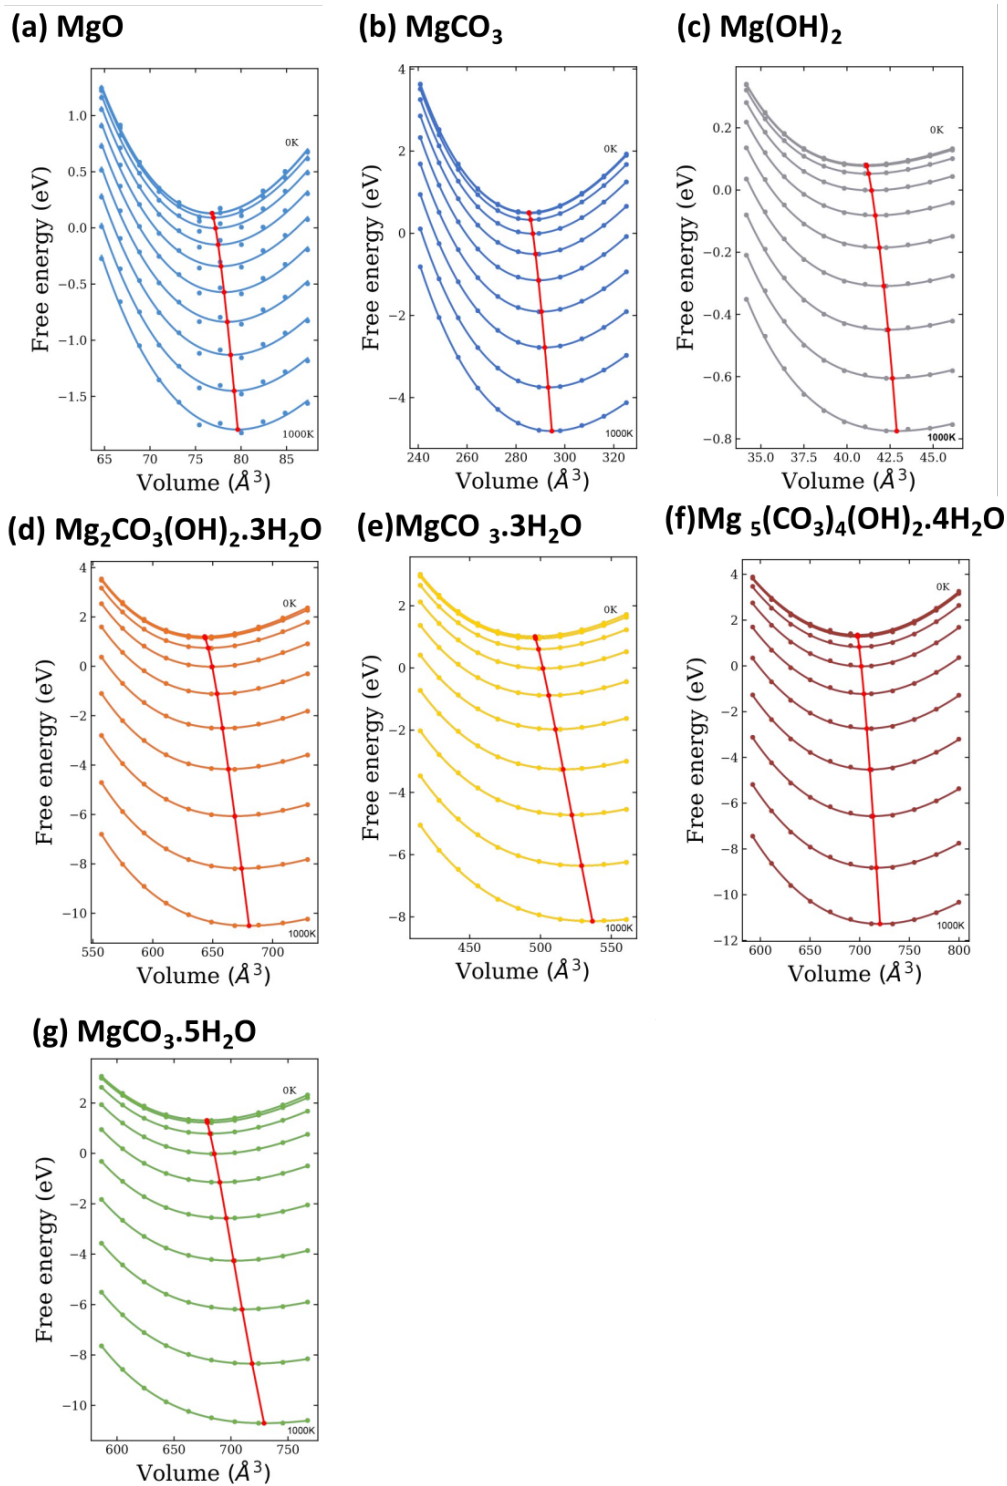 (a) MgO
(b) MgCO3
(c) Mg(OH)2
Free energy (eV)
1.0
0.5
0.0
−0.5
−1.0
−1.5
0K
1000K
65 70 75 80 85
Volume (Å³)
Free energy (eV)
4
2
0
−2
−4
0K
1000K
240 260 280 300 320
Volume (Å³)
Free energy (eV)
0.2
0.0
−0.2
−0.4
−0.6
−0.8
0K
1000K
35.0 37.5 40.0 42.5 45.0
Volume (Å³)
(d) Mg2CO3(OH)2.3H2O
(e)MgCO 3.3H2O
(f)Mg 5(CO3)4(OH)2.4H2O
Free energy (eV)
4
2
0
−2
−4
−6
−8
−10
0K
1000K
550 600 650 700
Volume (Å³)
Free energy (eV)
2
0
−2
−4
−6
−8
0K
1000K
450 500 550
Volume (Å³)
Free energy (eV)
4
2
0
−2
−4
−6
−8
−10
−12
0K
1000K
600 650 700 750 800
Volume (Å³)
(g) MgCO3.5H2O
Free energy (eV)
2
0
−2
−4
−6
−8
−10
0K
1000K
600 650 700 750
Volume (Å³)